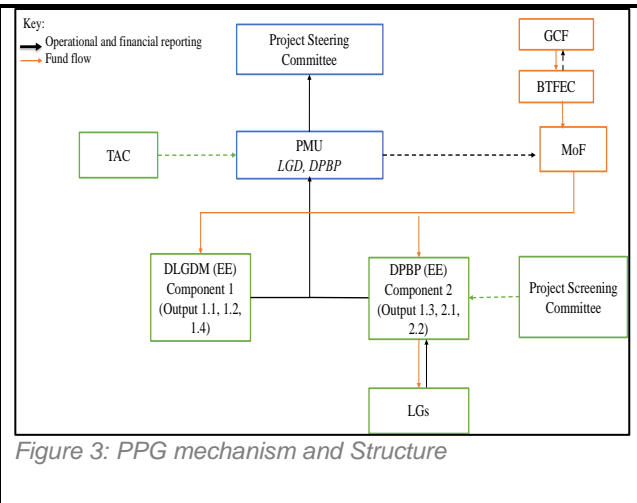 Key:
Operational and financial reporting
Fund flow
Project Steering
Committee
GCF
BTFEC
TAC
PMU
LGD, DPBP
MoF
DLGDM (EE)
Component 1
(Output 1.1, 1.2,
1.4)
DPBP (EE)
Component 2
(Output 1.3, 2.1,
2.2)
Project Screening
Committee
LGs
Figure 3: PPG mechanism and Structure